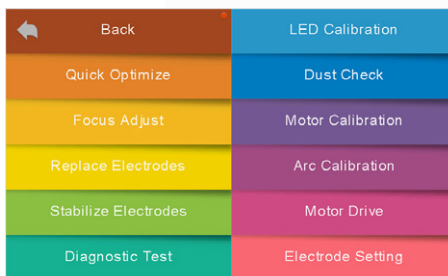 Back
Quick Optimize
Focus Adjust
Replace Electrodes
Stabilize Electrodes
Diagnostic Test
LED Calibration
Dust Check
Motor Calibration
Arc Calibration
Motor Drive
Electrode Setting